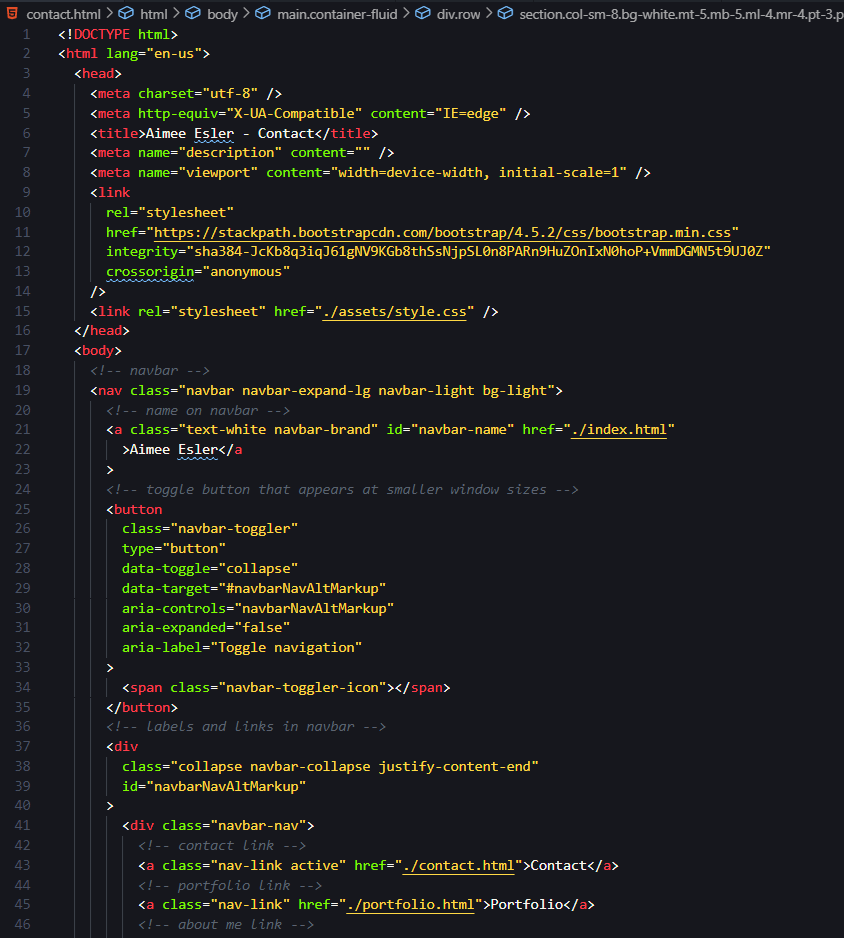 contact.html > html > body > main.container-fluid > div.row > section.col-sm-8.bg-white.mt-5.mb-5.ml-4.mr-4.pt-3.p
1 <!DOCTYPE html>
2 <html lang="en-us">
3 <head>
4 <meta charset="utf-8" />
5 <meta http-equiv="X-UA-Compatible" content="IE=edge" />
6 <title>Aimee Esler - Contact</title>
7 <meta name="description" content="" />
8 <meta name="viewport" content="width=device-width, initial-scale=1" />
9 <link
10 rel="stylesheet"
11 href="https://stackpath.bootstrapcdn.com/bootstrap/4.5.2/css/bootstrap.min.css"
12 integrity="sha384-JcKb8q3iqJ61gNV9KGb8thSsNjpSL0n8PARn9HuZOnIxN0hoP+VmmDGMN5t9UJ0Z"
13 crossorigin="anonymous"
14 />
15 <link rel="stylesheet" href="./assets/style.css" />
16 </head>
17 <body>
18 <!-- navbar -->
19 <nav class="navbar navbar-expand-lg navbar-light bg-light">
20 <!-- name on navbar -->
21 <a class="text-white navbar-brand" id="navbar-name" href="./index.html"
22 >Aimee Esler</a
23 >
24 <!-- toggle button that appears at smaller window sizes -->
25 <button
26 class="navbar-toggler"
27 type="button"
28 data-toggle="collapse"
29 data-target="#navbarNavAltMarkup"
30 aria-controls="navbarNavAltMarkup"
31 aria-expanded="false"
32 aria-label="Toggle navigation"
33 >
34 <span class="navbar-toggler-icon"></span>
35 </button>
36 <!-- labels and links in navbar -->
37 <div
38 class="collapse navbar-collapse justify-content-end"
39 id="navbarNavAltMarkup"
40 >
41 <div class="navbar-nav">
42 <!-- contact link -->
43 <a class="nav-link active" href="./contact.html">Contact</a>
44 <!-- portfolio link -->
45 <a class="nav-link" href="./portfolio.html">Portfolio</a>
46 <!-- about me link -->